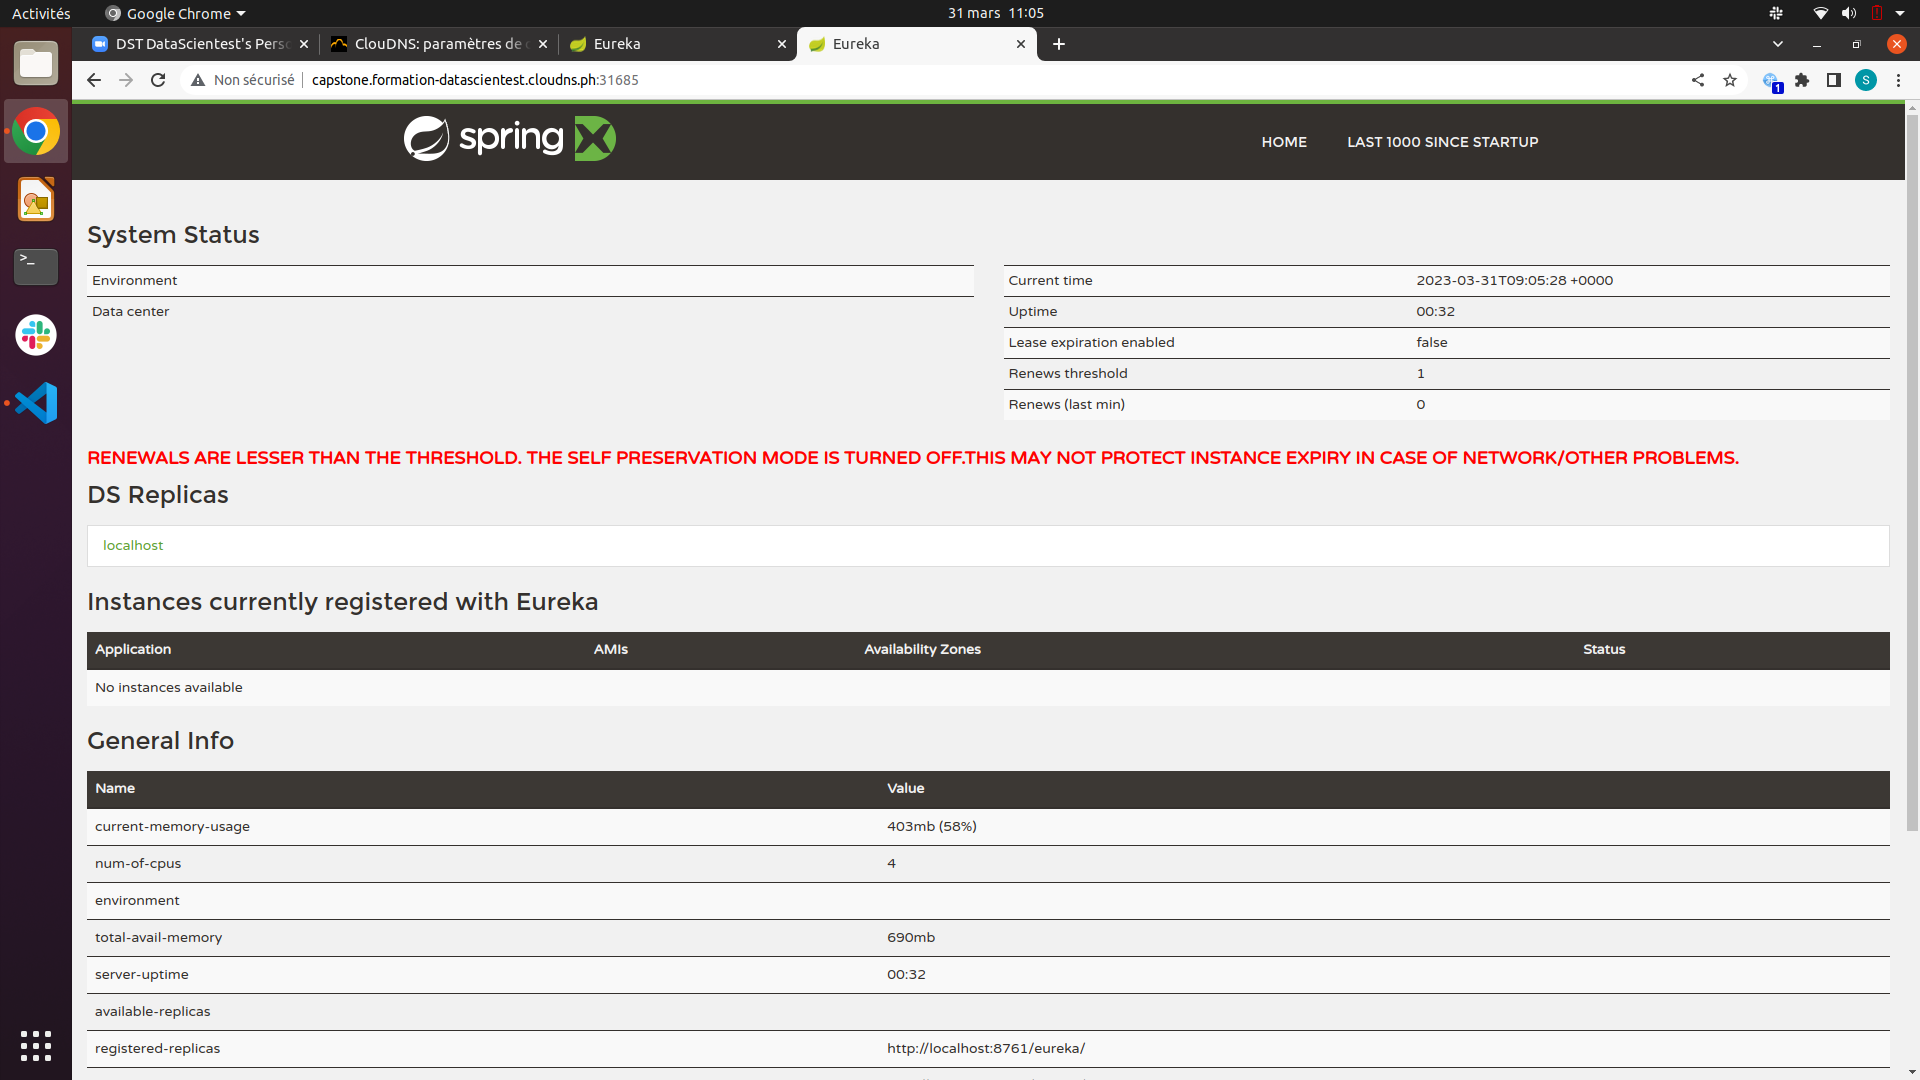 Activités
Google Chrome
31 mars 11:05
DST DataScientest's Perso
ClouDNS: paramètres de c
Eureka
Eureka
Non sécurisé
capstone.formation-datascientest.cloudns.ph:31685
1
S
spring
HOME
LAST 1000 SINCE STARTUP
System Status
Environment
Data center
Current time 2023-03-31T09:05:28 +0000
Uptime 00:32
Lease expiration enabled false
Renews threshold 1
Renews (last min) 0
RENEWALS ARE LESSER THAN THE THRESHOLD. THE SELF PRESERVATION MODE IS TURNED OFF.THIS MAY NOT PROTECT INSTANCE EXPIRY IN CASE OF NETWORK/OTHER PROBLEMS.
DS Replicas
localhost
Instances currently registered with Eureka
Application AMIs Availability Zones Status
No instances available
General Info
Name Value
current-memory-usage 403mb (58%)
num-of-cpus 4
environment
total-avail-memory 690mb
server-uptime 00:32
available-replicas
registered-replicas http://localhost:8761/eureka/